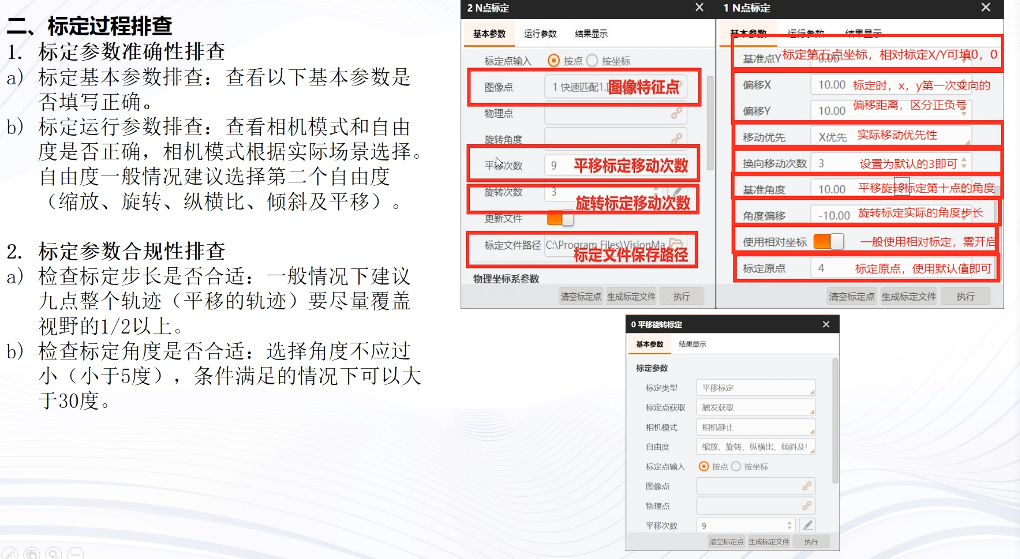 二、标定过程排查
1. 标定参数准确性排查
a) 标定基本参数排查：查看以下基本参数是
否填写正确。
b) 标定运行参数排查：查看相机模式和自由
度是否正确，相机模式根据实际场景选择。
自由度一般情况建议选择第二个自由度
（缩放、旋转、纵横比、倾斜及平移）。
2. 标定参数合规性排查
a) 检查标定步长是否合适：一般情况下建议
九点整个轨迹（平移的轨迹）要尽量覆盖
视野的1/2以上。
b) 检查标定角度是否合适：选择角度不应过
小（小于5度），条件满足的情况下可以大
于30度。
2 N点标定
基本参数 运行参数 结果显示
标定点输入 按点 按坐标
图像点 1 快速匹配1. 图像特征点
物理点
旋转角度
平移次数 9 平移标定移动次数
旋转次数 3 旋转标定移动次数
更新文件
标定文件路径 C:\Program Files\VisionMa 标定文件保存路径
物理坐标系参数
清空标定点 生成标定文件 执行
1 N点标定
基本参数 运行参数 结果显示
基准点Y 0.00 标定第五点坐标，相对标定X/Y可填0，0
偏移X 10.00 标定时，x，y第一次变向的
偏移Y 10.00 偏移距离，区分正负号
移动优先 X优先 实际移动优先性
换向移动次数 3 设置为默认的3即可
基准角度 10.00 平移旋转标定第十点的角度
角度偏移 -10.00 旋转标定实际的角度步长
使用相对坐标 一般使用相对标定，需开启
标定原点 4 标定原点，使用默认值即可
清空标定点 生成标定文件 执行
0 平移旋转标定
基本参数 结果显示
标定参数
标定类型 平移标定
标定点获取 触发获取
相机模式 相机静止
自由度 缩放、旋转、纵横比、倾斜及
标定点输入 按点 按坐标
图像点
物理点
平移次数 9
清空标定点 生成标定文件 执行